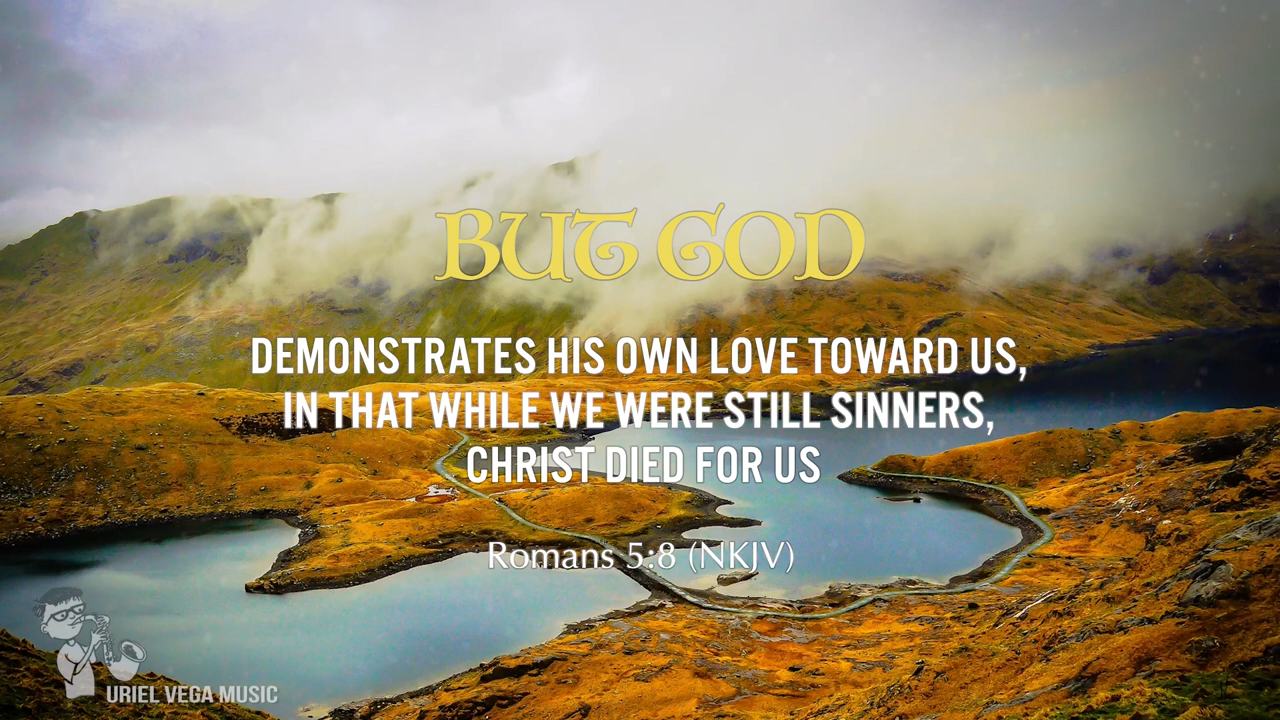 BUT GOD
DEMONSTRATES HIS OWN LOVE TOWARD US,
IN THAT WHILE WE WERE STILL SINNERS,
CHRIST DIED FOR US
Romans 5:8 (NKJV)
URIEL VEGA MUSIC